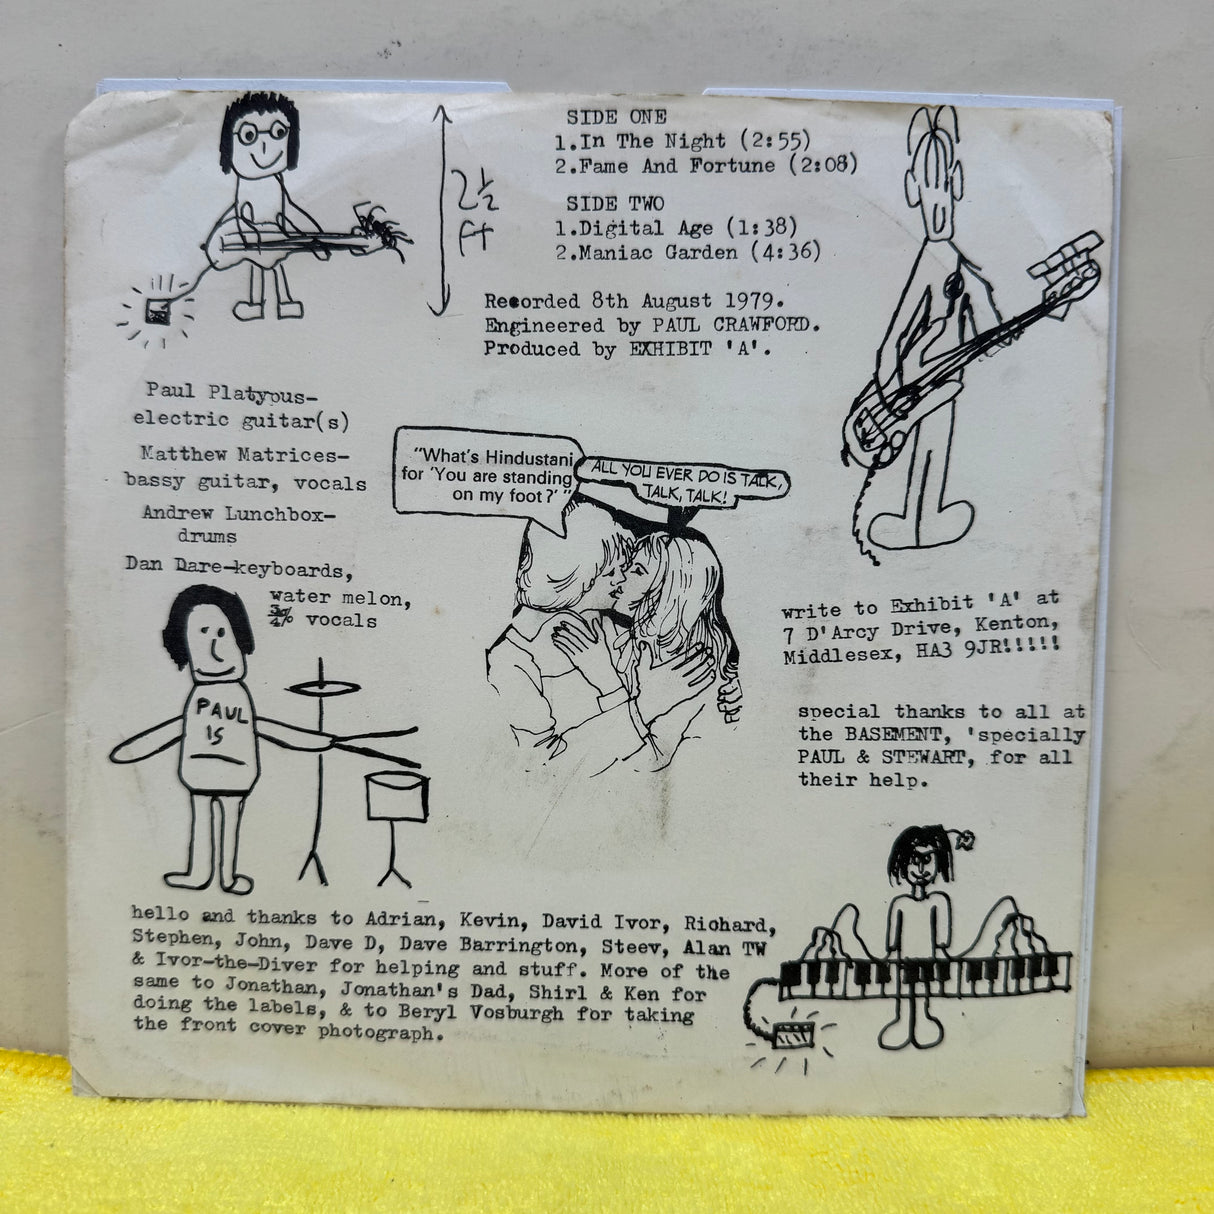 2½
Ft
SIDE ONE
1.In The Night (2:55)
2.Fame And Fortune (2:08)
SIDE TWO
1.Digital Age (1:38)
2.Maniac Garden (4:36)
Recorded 8th August 1979.
Engineered by PAUL CRAWFORD.
Produced by EXHIBIT 'A'.
Paul Platypus-
electric guitar(s)
Matthew Matrices-
bassy guitar, vocals
Andrew Lunchbox-
drums
Dan Dare-keyboards,
water melon,
vocals
"What's Hindustani
for 'You are standing
on my foot?' "
ALL YOU EVER DO IS TALK,
TALK, TALK!
PAUL
IS
write to Exhibit 'A' at
7 D'Arcy Drive, Kenton,
Middlesex, HA3 9JR!!!!!
special thanks to all at
the BASEMENT, 'specially
PAUL & STEWART, for all
their help.
hello and thanks to Adrian, Kevin, David Ivor, Richard,
Stephen, John, Dave D, Dave Barrington, Steev, Alan TW
& Ivor-the-Diver for helping and stuff. More of the
same to Jonathan, Jonathan's Dad, Shirl & Ken for
doing the labels, & to Beryl Vosburgh for taking
the front cover photograph.